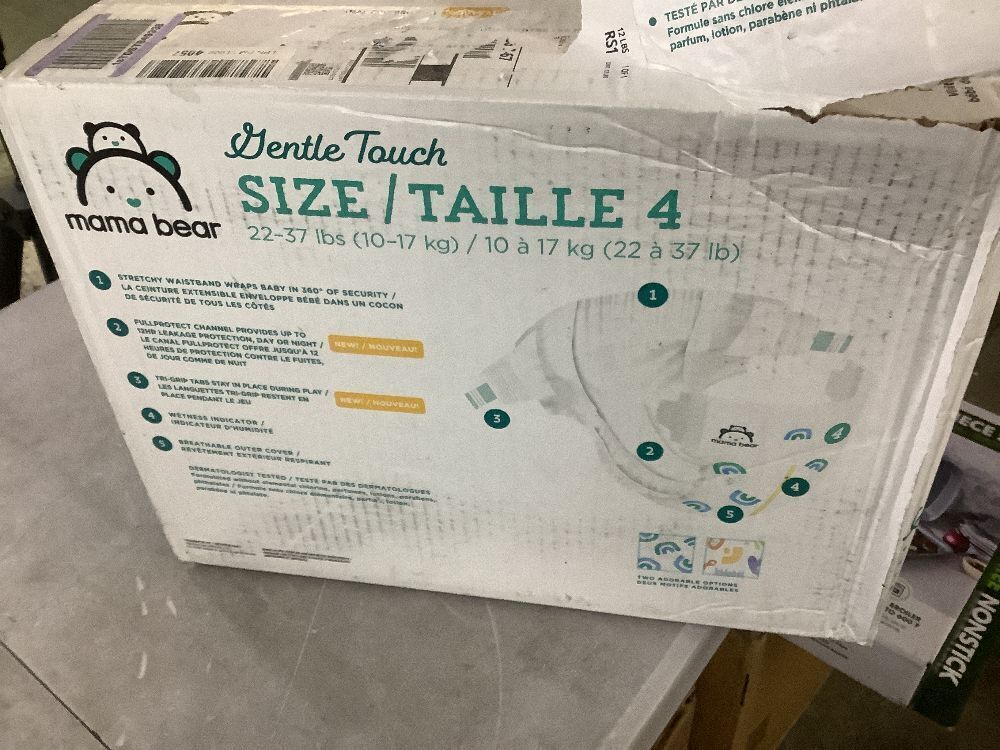 TESTÉ PAR
Formule sans chlore
parfum, lotion, parabène ni
12 LBS
RS1
mama bear
Gentle Touch
SIZE / TAILLE 4
22-37 lbs (10-17 kg) / 10 à 17 kg (22 à 37 lb)
1
STRETCHY WAISTBAND WRAPS BABY IN 360° OF SECURITY /
LA CEINTURE EXTENSIBLE ENVELOPPE BÉBÉ DANS UN COCON
DE SÉCURITÉ DE TOUS LES CÔTÉS
2
FULLPROTECT CHANNEL PROVIDES UP TO
12HR LEAKAGE PROTECTION, DAY OR NIGHT /
LE CANAL FULLPROTECT OFFRE JUSQU'À 12
HEURES DE PROTECTION CONTRE LE FUITES,
DE JOUR COMME DE NUIT
NEW! / NOUVEAU!
3
TRI-GRIP TABS STAY IN PLACE DURING PLAY /
LES LANGUETTES TRI-GRIP RESTENT EN
PLACE PENDANT LE JEU
NEW! / NOUVEAU!
4
WETNESS INDICATOR /
INDICATEUR D'HUMIDITÉ
5
BREATHABLE OUTER COVER /
REVÊTEMENT EXTÉRIEUR RESPIRANT
DERMATOLOGIST TESTED / TESTÉ PAR DES DERMATOLOGUES
1
3
2
mama bear
4
4
5
TWO ADORABLE OPTIONS
DEUX MOTIFS ADORABLES
BROILER
NONSTICK